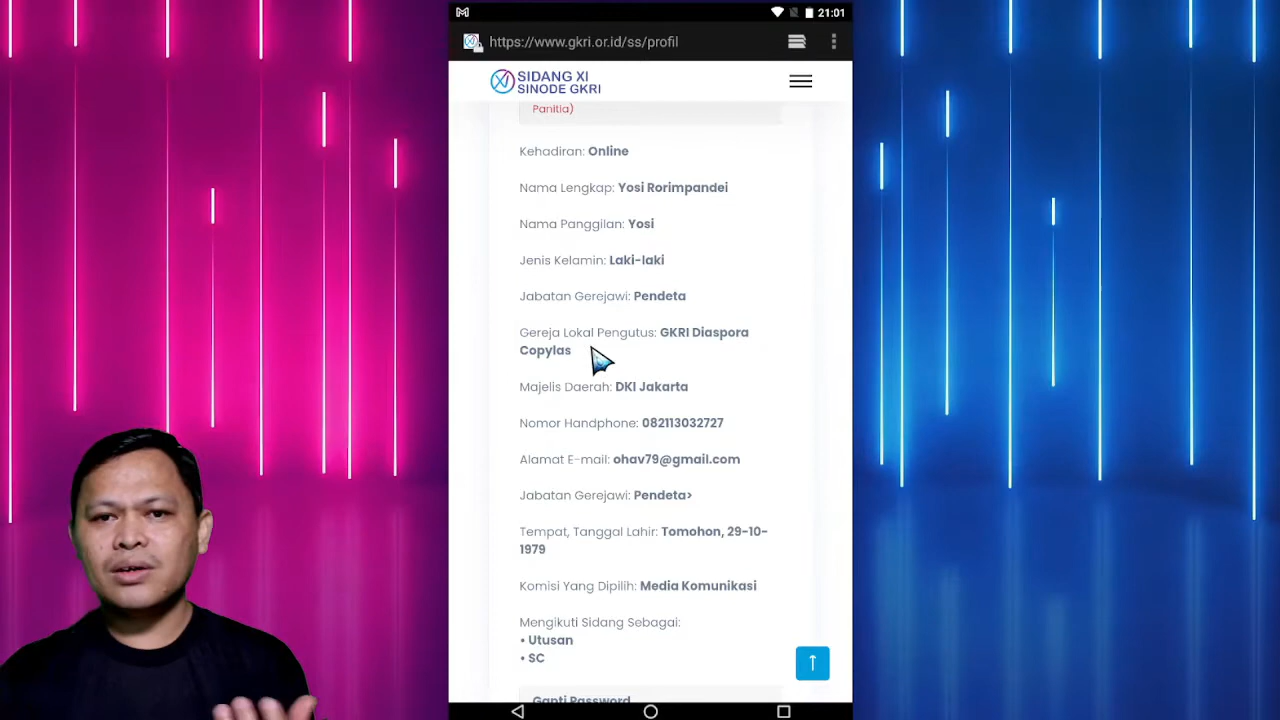 21:01
https://www.gkri.or.id/ss/profil
SIDANG XI
SINODE GKRI
Panitia)
Kehadiran: Online
Nama Lengkap: Yosi Rorimpandei
Nama Panggilan: Yosi
Jenis Kelamin: Laki-laki
Jabatan Gerejawi: Pendeta
Gereja Lokal Pengutus: GKRI Diaspora
Copylas
Majelis Daerah: DKI Jakarta
Nomor Handphone: 082113032727
Alamat E-mail: ohav79@gmail.com
Jabatan Gerejawi: Pendeta>
Tempat, Tanggal Lahir: Tomohon, 29-10-
1979
Komisi Yang Dipilih: Media Komunikasi
Mengikuti Sidang Sebagai:
• Utusan
• SC
Ganti Password